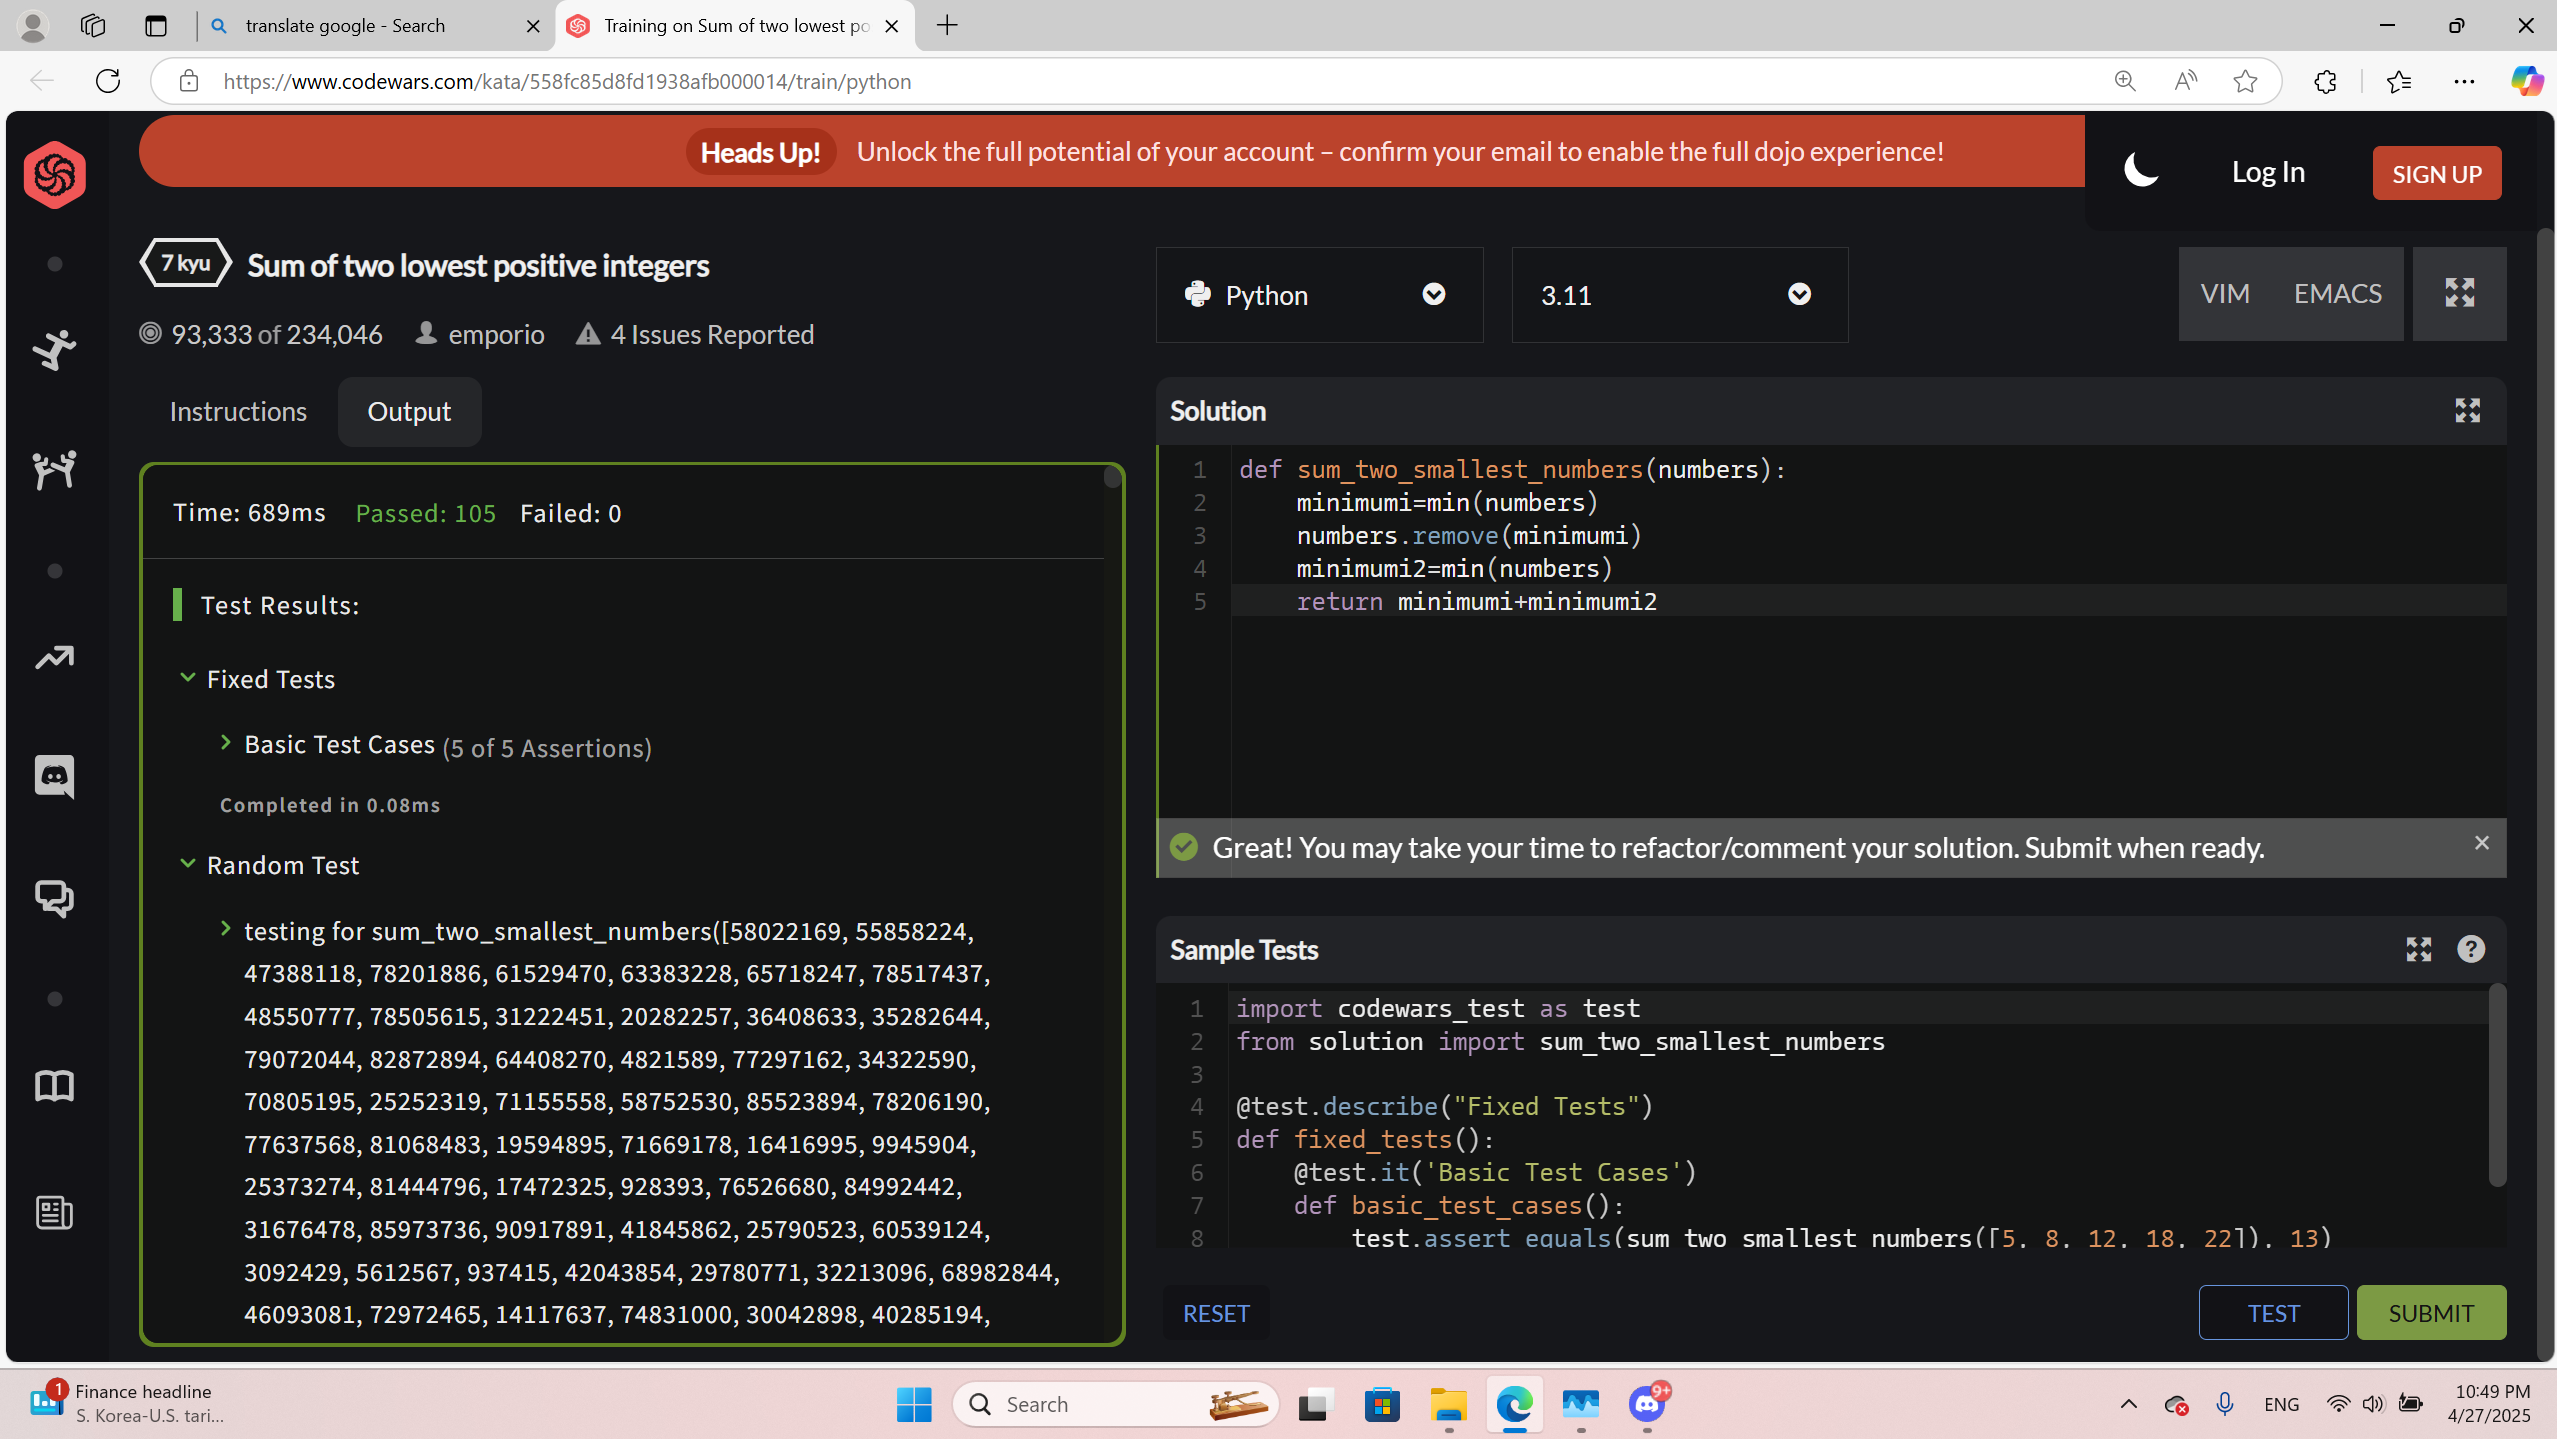 translate google - Search
Training on Sum of two lowest po
https://www.codewars.com/kata/558fc85d8fd1938afb000014/train/python
Heads Up! Unlock the full potential of your account – confirm your email to enable the full dojo experience!
Log In
SIGN UP
7 kyu
Sum of two lowest positive integers
93,333 of 234,046 emporio 4 Issues Reported
Python
3.11
VIM EMACS
Instructions
Output
Time: 689ms Passed: 105 Failed: 0
Test Results:
Fixed Tests
Basic Test Cases (5 of 5 Assertions)
Completed in 0.08ms
Random Test
testing for sum_two_smallest_numbers([58022169, 55858224,
47388118, 78201886, 61529470, 63383228, 65718247, 78517437,
48550777, 78505615, 31222451, 20282257, 36408633, 35282644,
79072044, 82872894, 64408270, 4821589, 77297162, 34322590,
70805195, 25252319, 71155558, 58752530, 85523894, 78206190,
77637568, 81068483, 19594895, 71669178, 16416995, 9945904,
25373274, 81444796, 17472325, 928393, 76526680, 84992442,
31676478, 85973736, 90917891, 41845862, 25790523, 60539124,
3092429, 5612567, 937415, 42043854, 29780771, 32213096, 68982844,
46093081, 72972465, 14117637, 74831000, 30042898, 40285194,
Solution
1 def sum_two_smallest_numbers(numbers):
2     minimumi=min(numbers)
3     numbers.remove(minimumi)
4     minimumi2=min(numbers)
5     return minimumi+minimumi2
Great! You may take your time to refactor/comment your solution. Submit when ready.
Sample Tests
1 import codewars_test as test
2 from solution import sum_two_smallest_numbers
3
4 @test.describe("Fixed Tests")
5 def fixed_tests():
6     @test.it('Basic Test Cases')
7     def basic_test_cases():
8         test.assert_equals(sum_two_smallest_numbers([5, 8, 12, 18, 22]), 13)
RESET
TEST
SUBMIT
1
Finance headline
S. Korea-U.S. tari...
Search
9+
ENG
10:49 PM
4/27/2025